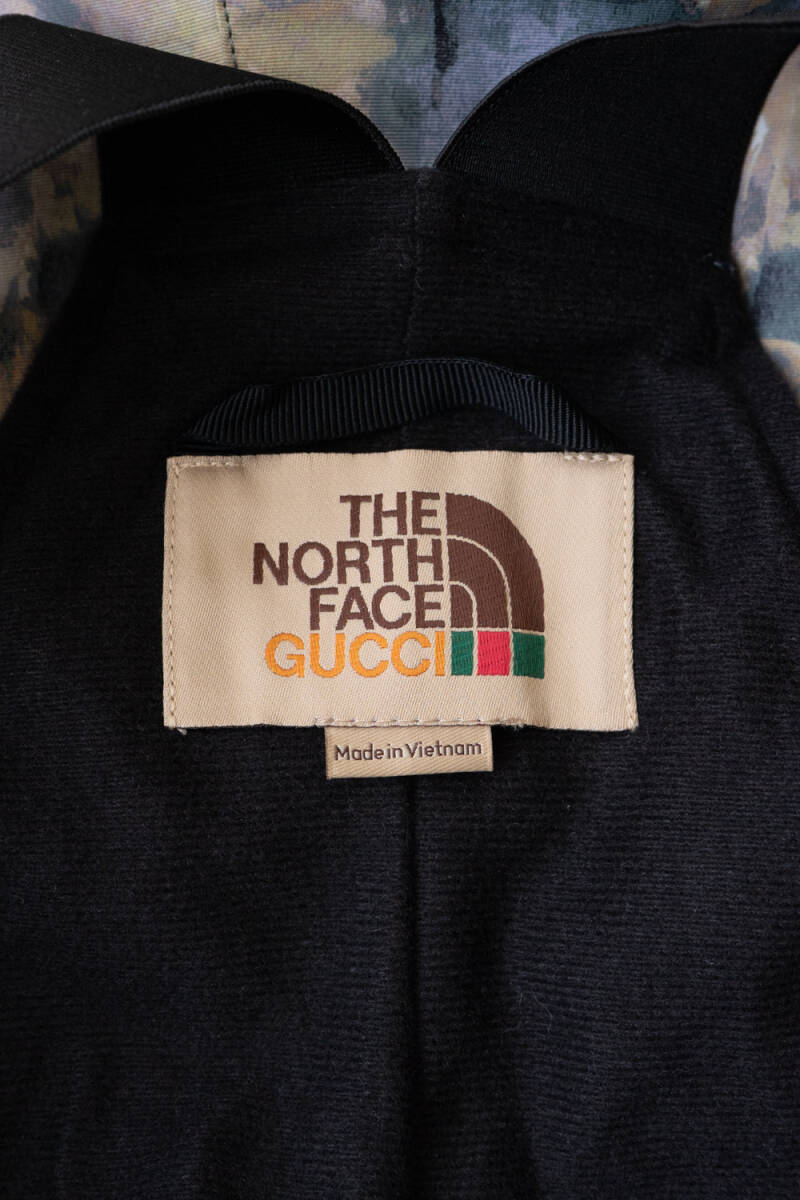 THE
NORTH
FACE
GUCCI
Made in Vietnam